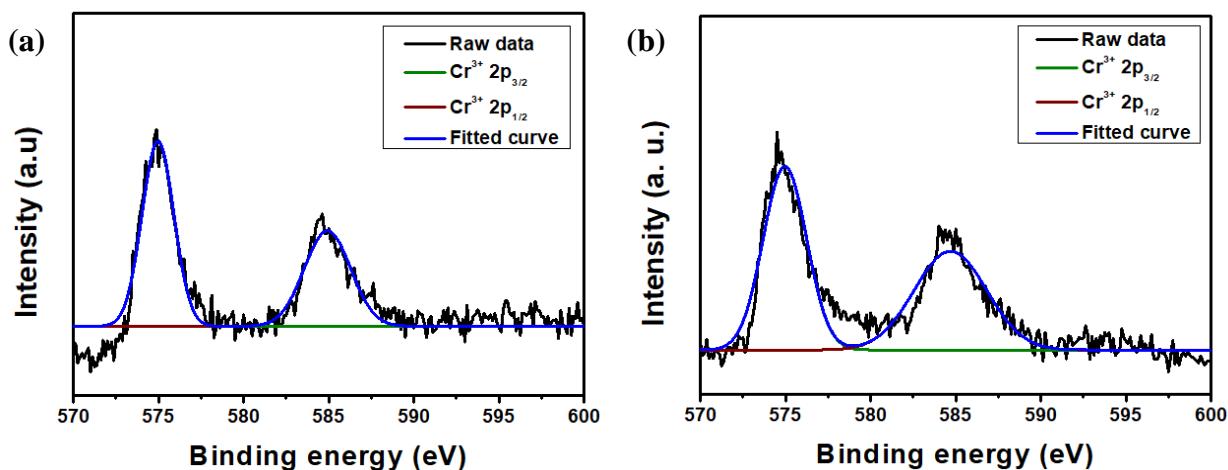 (a)
Intensity (a.u)
Raw data
Cr³⁺ 2p₃/₂
Cr³⁺ 2p₁/₂
Fitted curve
570 575 580 585 590 595 600
Binding energy (eV)
(b)
Intensity (a. u.)
Raw data
Cr³⁺ 2p₃/₂
Cr³⁺ 2p₁/₂
Fitted curve
570 575 580 585 590 595 600
Binding energy (eV)